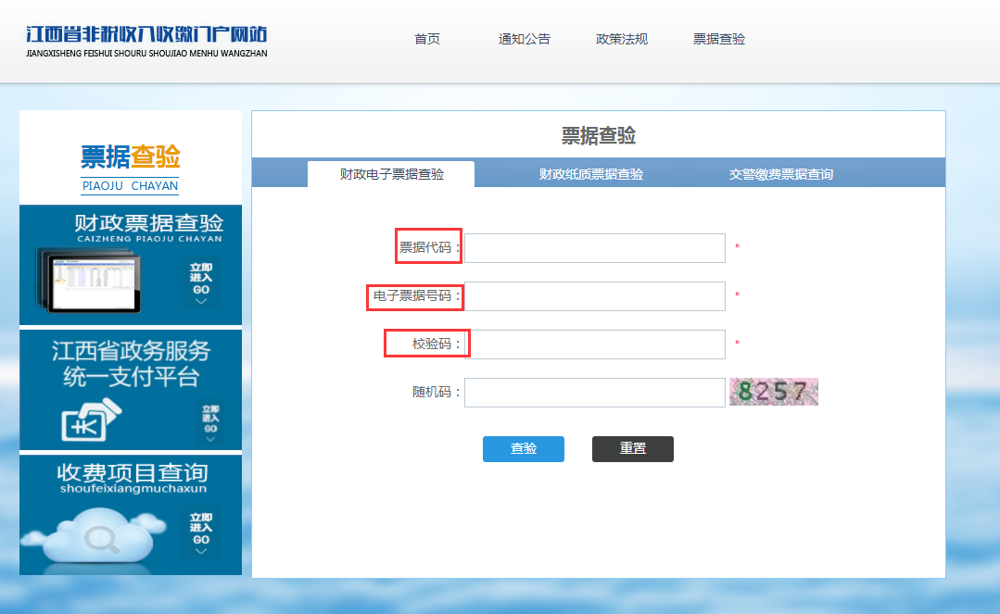 江西省非税收入收缴门户网站
JIANGXISHENG FEISHUI SHOURU SHOUJIAO MENHU WANGZHAN
首页 通知公告 政策法规 票据查验
票据查验
PIAOJU CHAYAN
财政票据查验
CAIZHENG PIAOJU CHAYAN
立即
进入
GO
江西省政务服务
统一支付平台
立即
进入
GO
收费项目查询
shoufeixiangmuchaxun
立即
进入
GO
票据查验
财政电子票据查验 财政纸质票据查验 交警缴费票据查询
票据代码： *
电子票据号码： *
校验码： *
随机码： 8257
查验 重置